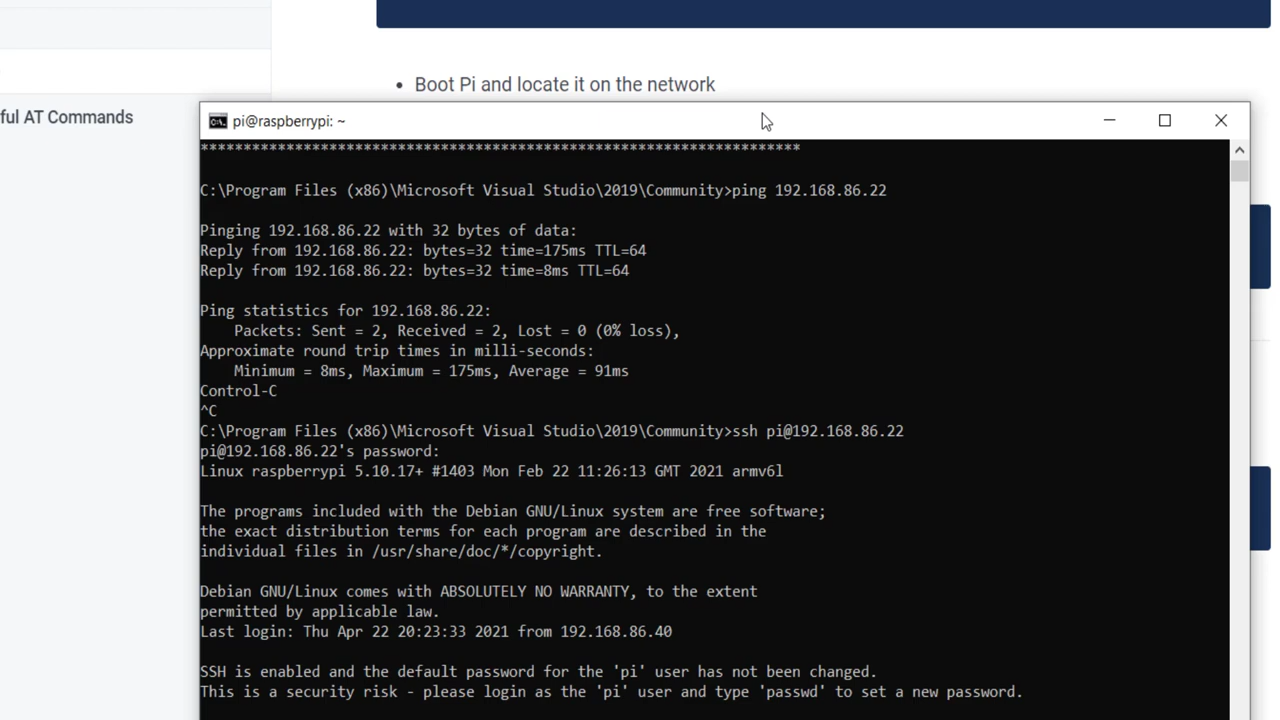 • Boot Pi and locate it on the network
ful AT Commands
pi@raspberrypi: ~
**********************************************************************
C:\Program Files (x86)\Microsoft Visual Studio\2019\Community>ping 192.168.86.22
Pinging 192.168.86.22 with 32 bytes of data:
Reply from 192.168.86.22: bytes=32 time=175ms TTL=64
Reply from 192.168.86.22: bytes=32 time=8ms TTL=64
Ping statistics for 192.168.86.22:
    Packets: Sent = 2, Received = 2, Lost = 0 (0% loss),
Approximate round trip times in milli-seconds:
    Minimum = 8ms, Maximum = 175ms, Average = 91ms
Control-C
^C
C:\Program Files (x86)\Microsoft Visual Studio\2019\Community>ssh pi@192.168.86.22
pi@192.168.86.22's password:
Linux raspberrypi 5.10.17+ #1403 Mon Feb 22 11:26:13 GMT 2021 armv6l
The programs included with the Debian GNU/Linux system are free software;
the exact distribution terms for each program are described in the
individual files in /usr/share/doc/*/copyright.
Debian GNU/Linux comes with ABSOLUTELY NO WARRANTY, to the extent
permitted by applicable law.
Last login: Thu Apr 22 20:23:33 2021 from 192.168.86.40
SSH is enabled and the default password for the 'pi' user has not been changed.
This is a security risk - please login as the 'pi' user and type 'passwd' to set a new password.